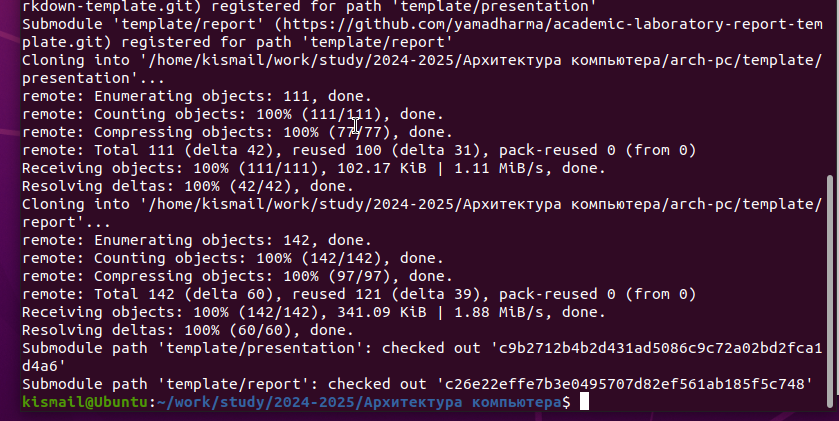 rkdown-template.git) registered for path 'template/presentation'
Submodule 'template/report' (https://github.com/yamadharma/academic-laboratory-report-tem
plate.git) registered for path 'template/report'
Cloning into '/home/kismail/work/study/2024-2025/Архитектура компьютера/arch-pc/template/
presentation'...
remote: Enumerating objects: 111, done.
remote: Counting objects: 100% (111/111), done.
remote: Compressing objects: 100% (77/77), done.
remote: Total 111 (delta 42), reused 100 (delta 31), pack-reused 0 (from 0)
Receiving objects: 100% (111/111), 102.17 KiB | 1.11 MiB/s, done.
Resolving deltas: 100% (42/42), done.
Cloning into '/home/kismail/work/study/2024-2025/Архитектура компьютера/arch-pc/template/
report'...
remote: Enumerating objects: 142, done.
remote: Counting objects: 100% (142/142), done.
remote: Compressing objects: 100% (97/97), done.
remote: Total 142 (delta 60), reused 121 (delta 39), pack-reused 0 (from 0)
Receiving objects: 100% (142/142), 341.09 KiB | 1.88 MiB/s, done.
Resolving deltas: 100% (60/60), done.
Submodule path 'template/presentation': checked out 'c9b2712b4b2d431ad5086c9c72a02bd2fca1
d4a6'
Submodule path 'template/report': checked out 'c26e22effe7b3e0495707d82ef561ab185f5c748'
kismail@Ubuntu:~/work/study/2024-2025/Архитектура компьютера$